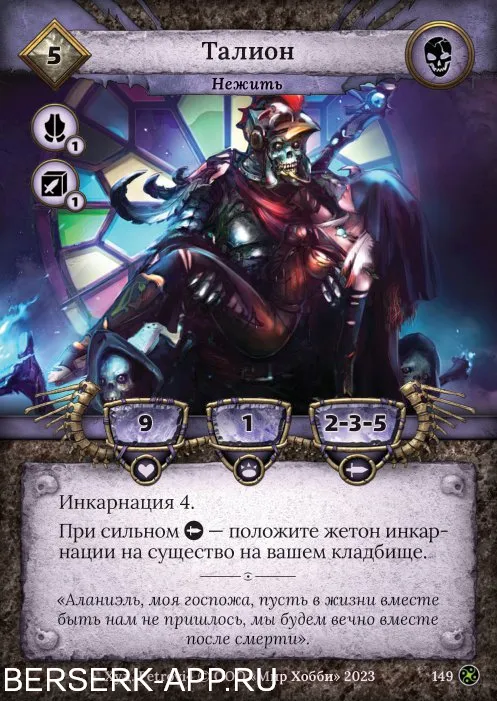 5
Талион
Нежить
1
1
9
1
2-3-5
Инкарнация 4.
При сильном — положите жетон инкар-
нации на существо на вашем кладбище.
«Аланиэль, моя госпожа, пусть в жизни вместе
быть нам не пришлось, мы будем вечно вместе
после смерти».
«Мир Хобби» 2023
149
BERSERK-APP.РУ